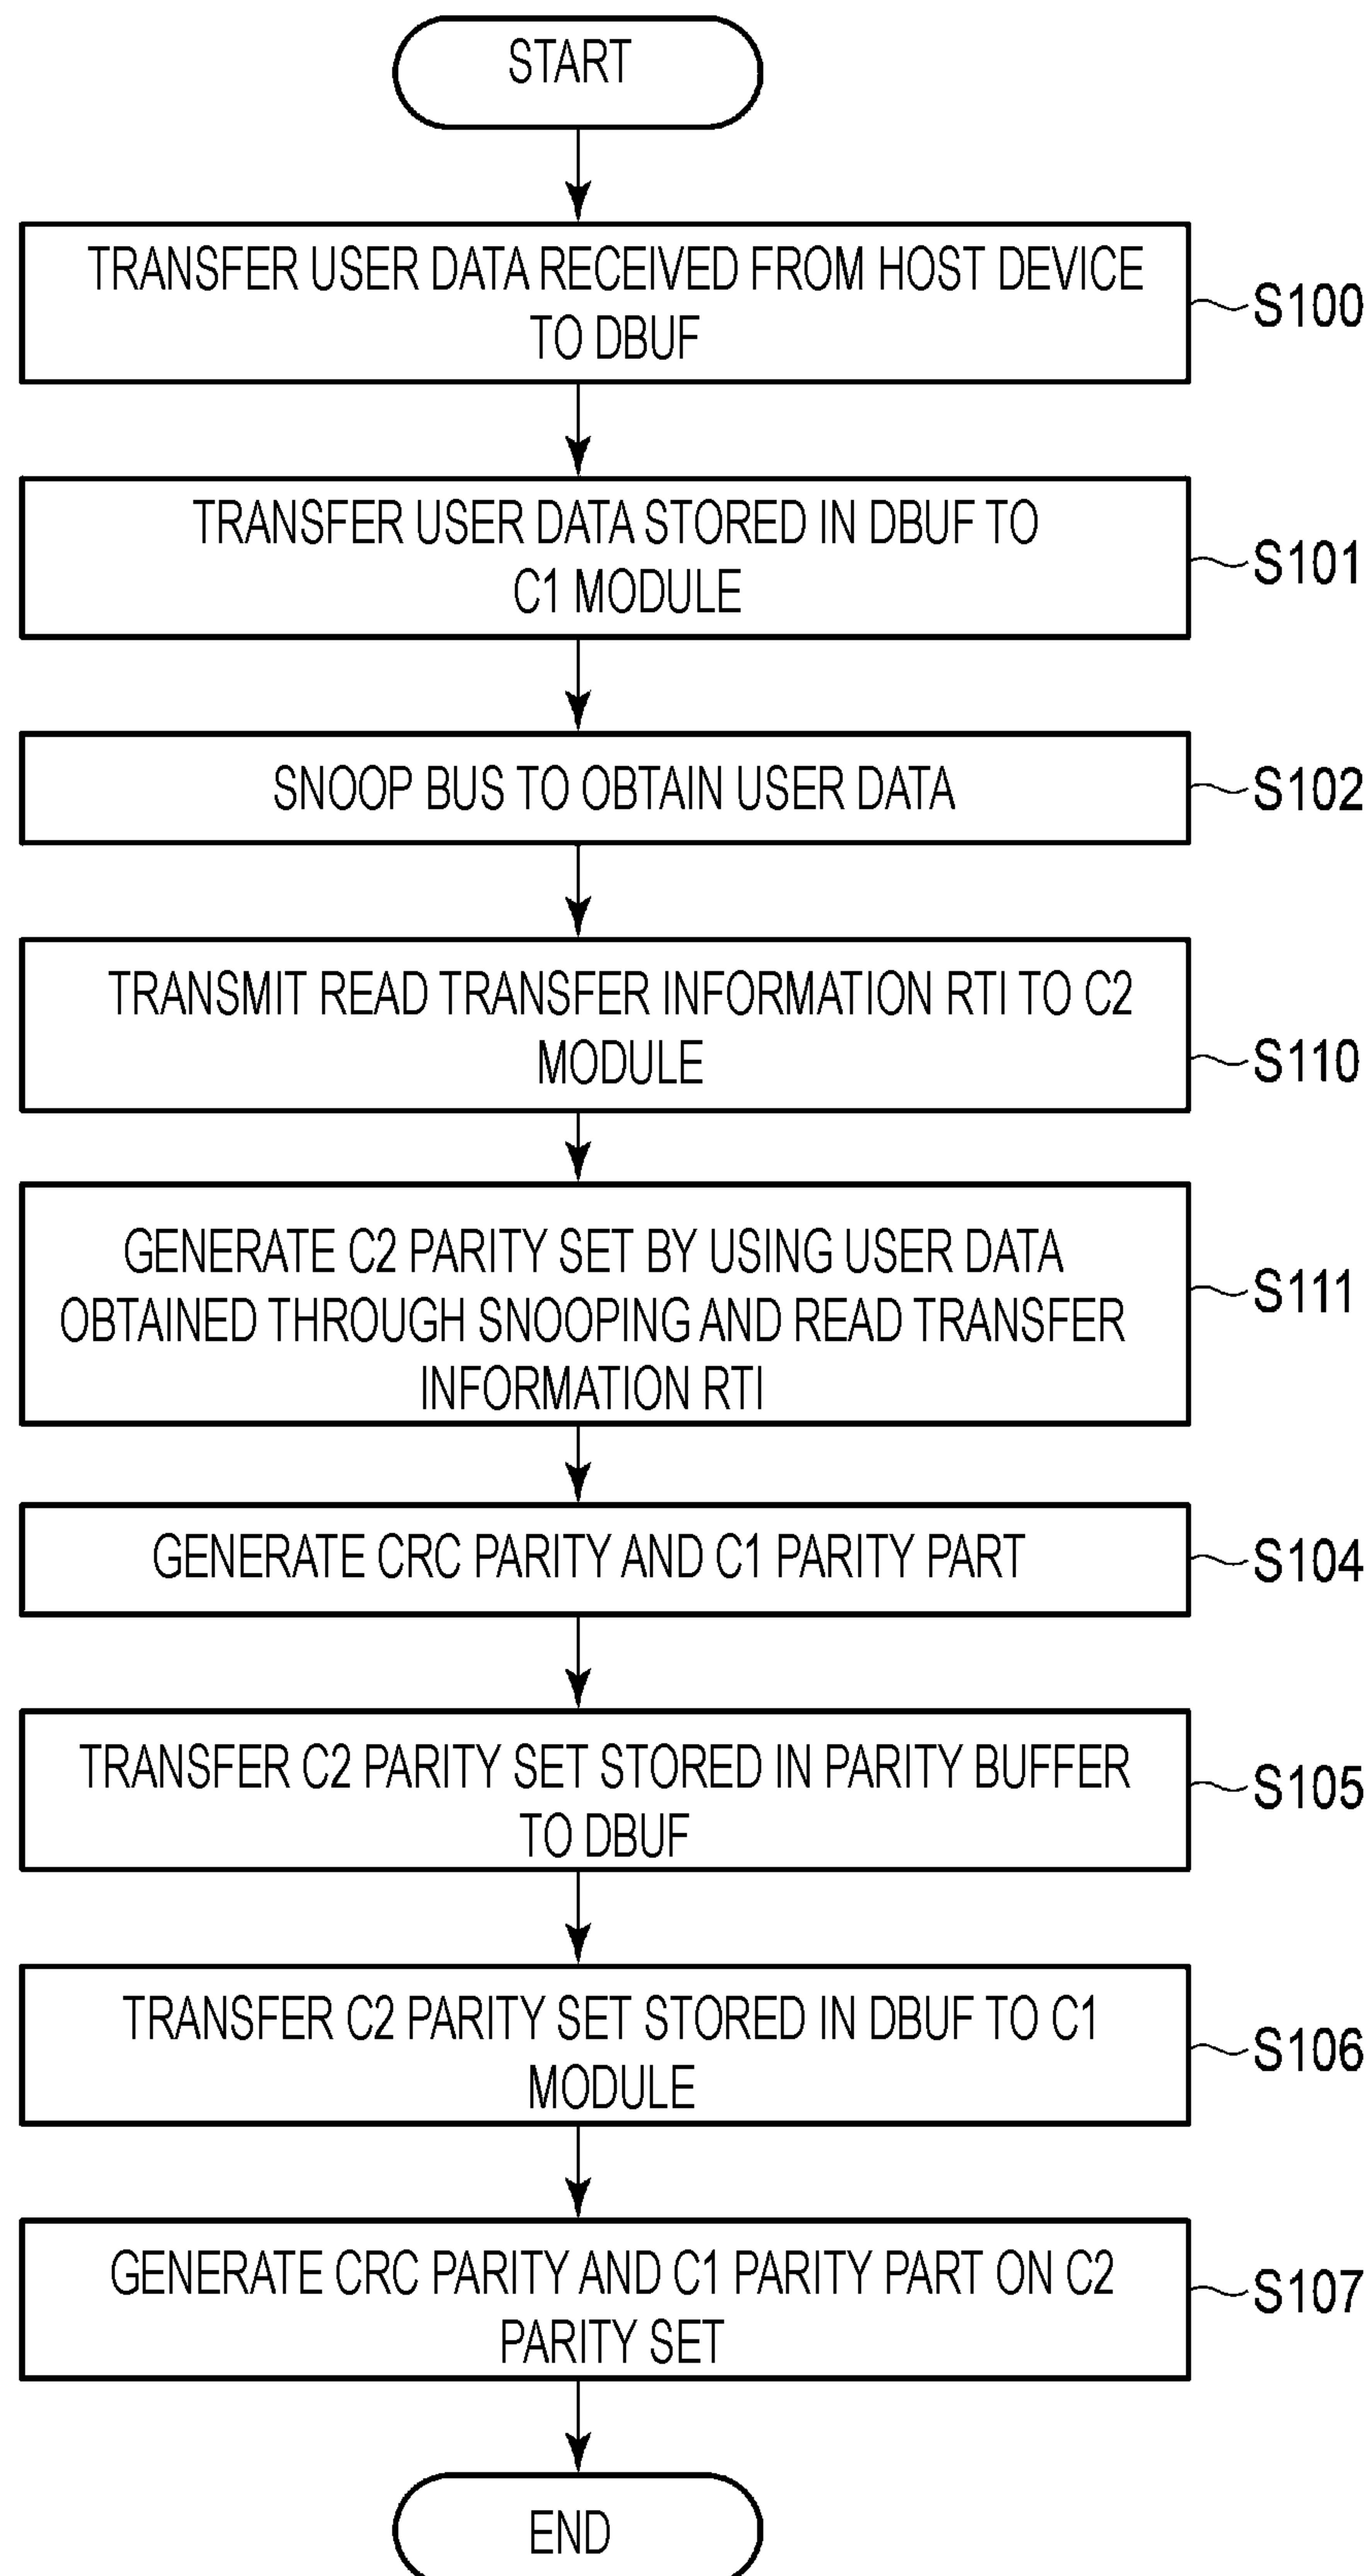 START
TRANSFER USER DATA RECEIVED FROM HOST DEVICE
TO DBUF
S100
TRANSFER USER DATA STORED IN DBUF TO
C1 MODULE
S101
SNOOP BUS TO OBTAIN USER DATA
S102
TRANSMIT READ TRANSFER INFORMATION RTI TO C2
MODULE
S110
GENERATE C2 PARITY SET BY USING USER DATA
OBTAINED THROUGH SNOOPING AND READ TRANSFER
INFORMATION RTI
S111
GENERATE CRC PARITY AND C1 PARITY PART
S104
TRANSFER C2 PARITY SET STORED IN PARITY BUFFER
TO DBUF
S105
TRANSFER C2 PARITY SET STORED IN DBUF TO C1
MODULE
S106
GENERATE CRC PARITY AND C1 PARITY PART ON C2
PARITY SET
S107
END